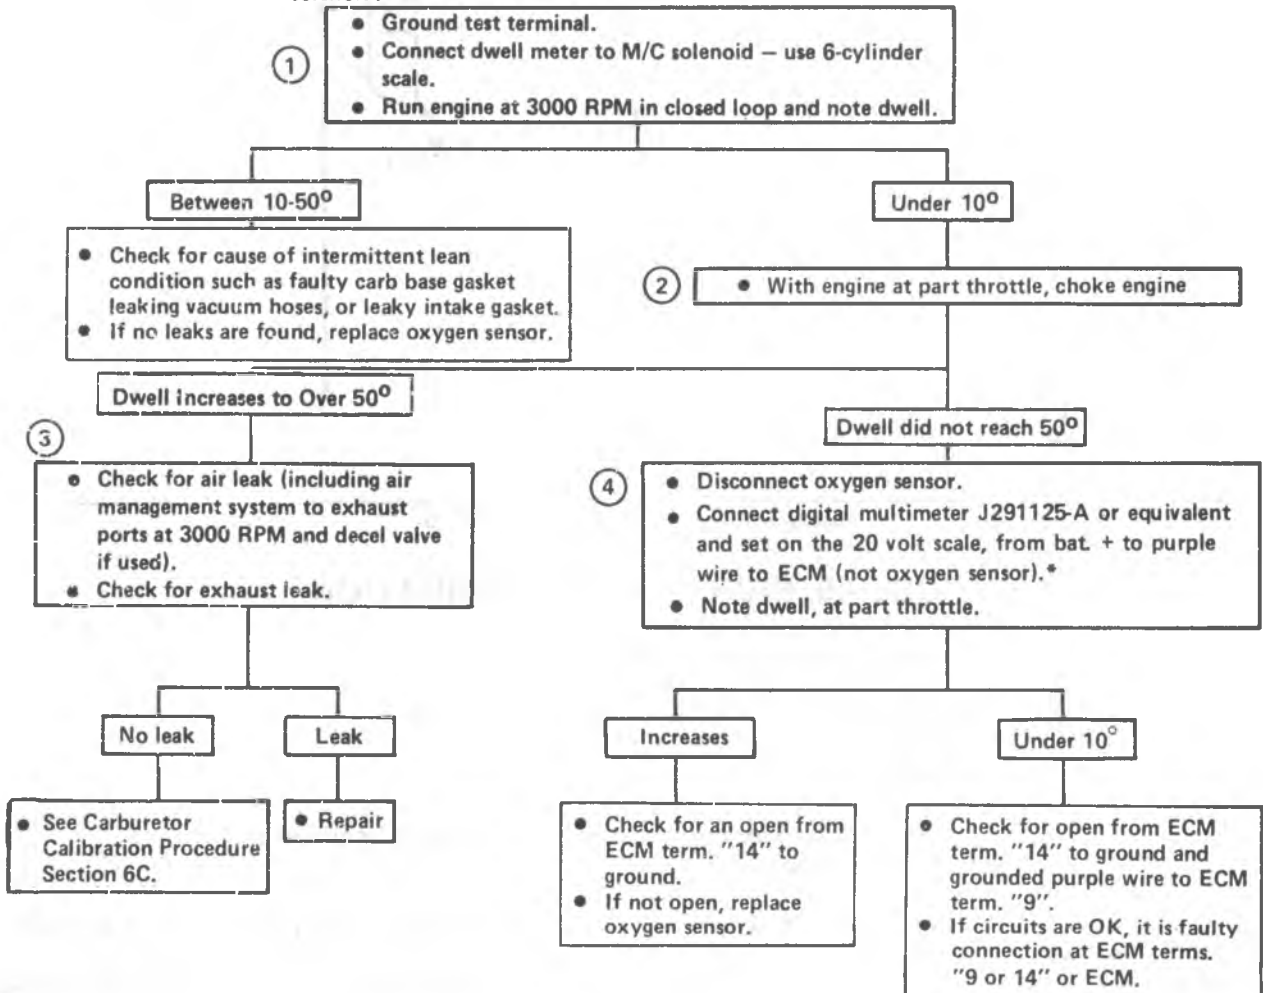 • Ground test terminal.
• Connect dwell meter to M/C solenoid — use 6-cylinder
scale.
• Run engine at 3000 RPM in closed loop and note dwell.
1
Between 10-50º
Under 10º
• Check for cause of intermittent lean
condition such as faulty carb base gasket
leaking vacuum hoses, or leaky intake gasket.
• If no leaks are found, replace oxygen sensor.
2
• With engine at part throttle, choke engine
Dwell increases to Over 50º
Dwell did not reach 50º
3
• Check for air leak (including air
management system to exhaust
ports at 3000 RPM and decel valve
if used).
• Check for exhaust leak.
4
• Disconnect oxygen sensor.
• Connect digital multimeter J291125-A or equivalent
and set on the 20 volt scale, from bat. + to purple
wire to ECM (not oxygen sensor).*
• Note dwell, at part throttle.
No leak
Leak
Increases
Under 10°
• See Carburetor
Calibration Procedure
Section 6C.
• Repair
• Check for an open from
ECM term. "14" to
ground.
• If not open, replace
oxygen sensor.
• Check for open from ECM
term. "14" to ground and
grounded purple wire to ECM
term. "9".
• If circuits are OK, it is faulty
connection at ECM terms.
"9 or 14" or ECM.